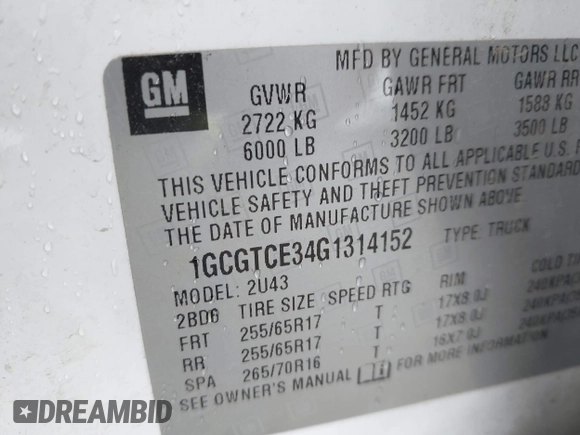 GM
MFD BY GENERAL MOTORS LLC
GVWR GAWR FRT GAWR RR
2722 KG 1452 KG 1588 KG
6000 LB 3200 LB 3500 LB
THIS VEHICLE CONFORMS TO ALL APPLICABLE U.S.
VEHICLE SAFETY AND THEFT PREVENTION STANDARD
THE DATE OF MANUFACTURE SHOWN ABOVE.
1GCGTCE34G1314152 TYPE: TRUCK
MODEL: 2U43
2BD6 TIRE SIZE SPEED RTG RIM COLD
FRT 255/65R17 T 17X8.0J
RR 255/65R17 T 17X8.0J
SPA 265/70R16 T 16X7.0J
SEE OWNER'S MANUAL FOR MORE INFORMATION
DREAMBID